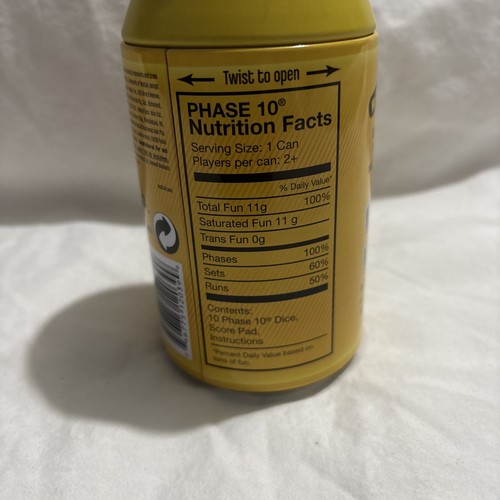 Twist to open
PHASE 10®
Nutrition Facts
Serving Size: 1 Can
Players per can: 2+
% Daily Value*
Total Fun 11g 100%
Saturated Fun 11 g
Trans Fun 0g
Phases 100%
Sets 60%
Runs 50%
Contents:
10 Phase 10® Dice,
Score Pad,
Instructions
*Percent Daily Value based on
tons of fun.